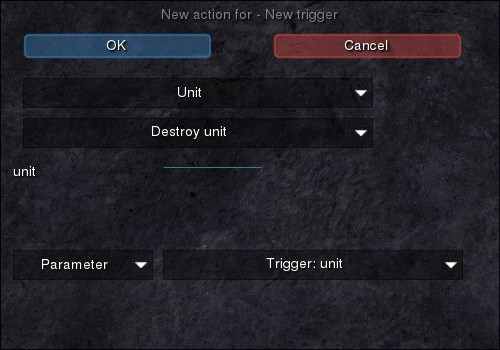 New action for - New trigger
OK
Cancel
Unit
Destroy unit
unit
Parameter
Trigger: unit